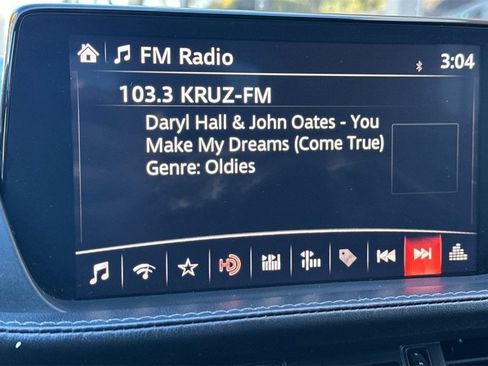 FM Radio
3:04
103.3 KRUZ-FM
Daryl Hall & John Oates - You
Make My Dreams (Come True)
Genre: Oldies
HD